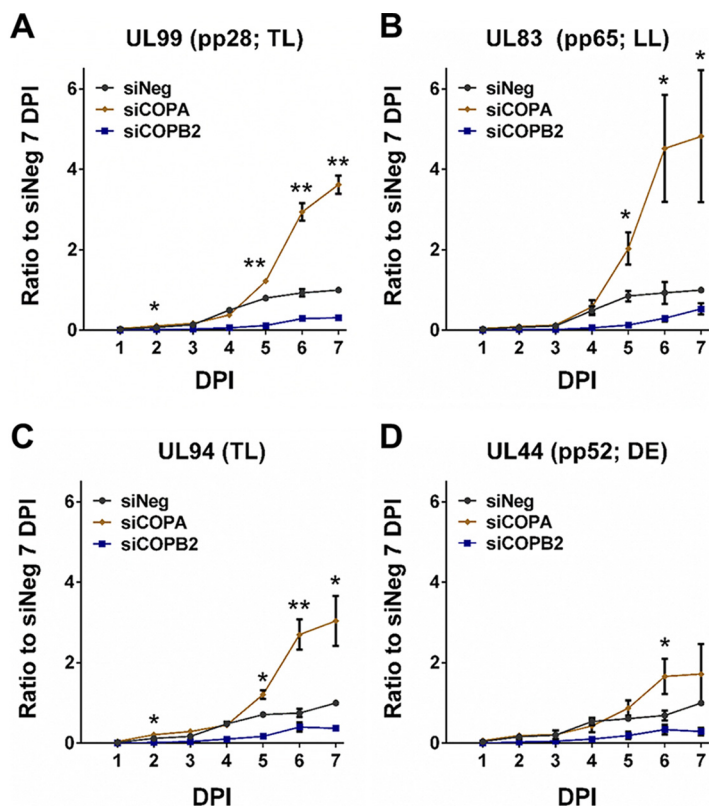 A
UL99 (pp28; TL)
siNeg
siCOPA
siCOPB2
Ratio to siNeg 7 DPI
6
4
2
0
* ** ** **
1 2 3 4 5 6 7
DPI
B
UL83 (pp65; LL)
siNeg
siCOPA
siCOPB2
Ratio to siNeg 7 DPI
6
4
2
0
* * *
1 2 3 4 5 6 7
DPI
C
UL94 (TL)
siNeg
siCOPA
siCOPB2
Ratio to siNeg 7 DPI
6
4
2
0
* * ** *
1 2 3 4 5 6 7
DPI
D
UL44 (pp52; DE)
siNeg
siCOPA
siCOPB2
Ratio to siNeg 7 DPI
6
4
2
0
*
1 2 3 4 5 6 7
DPI